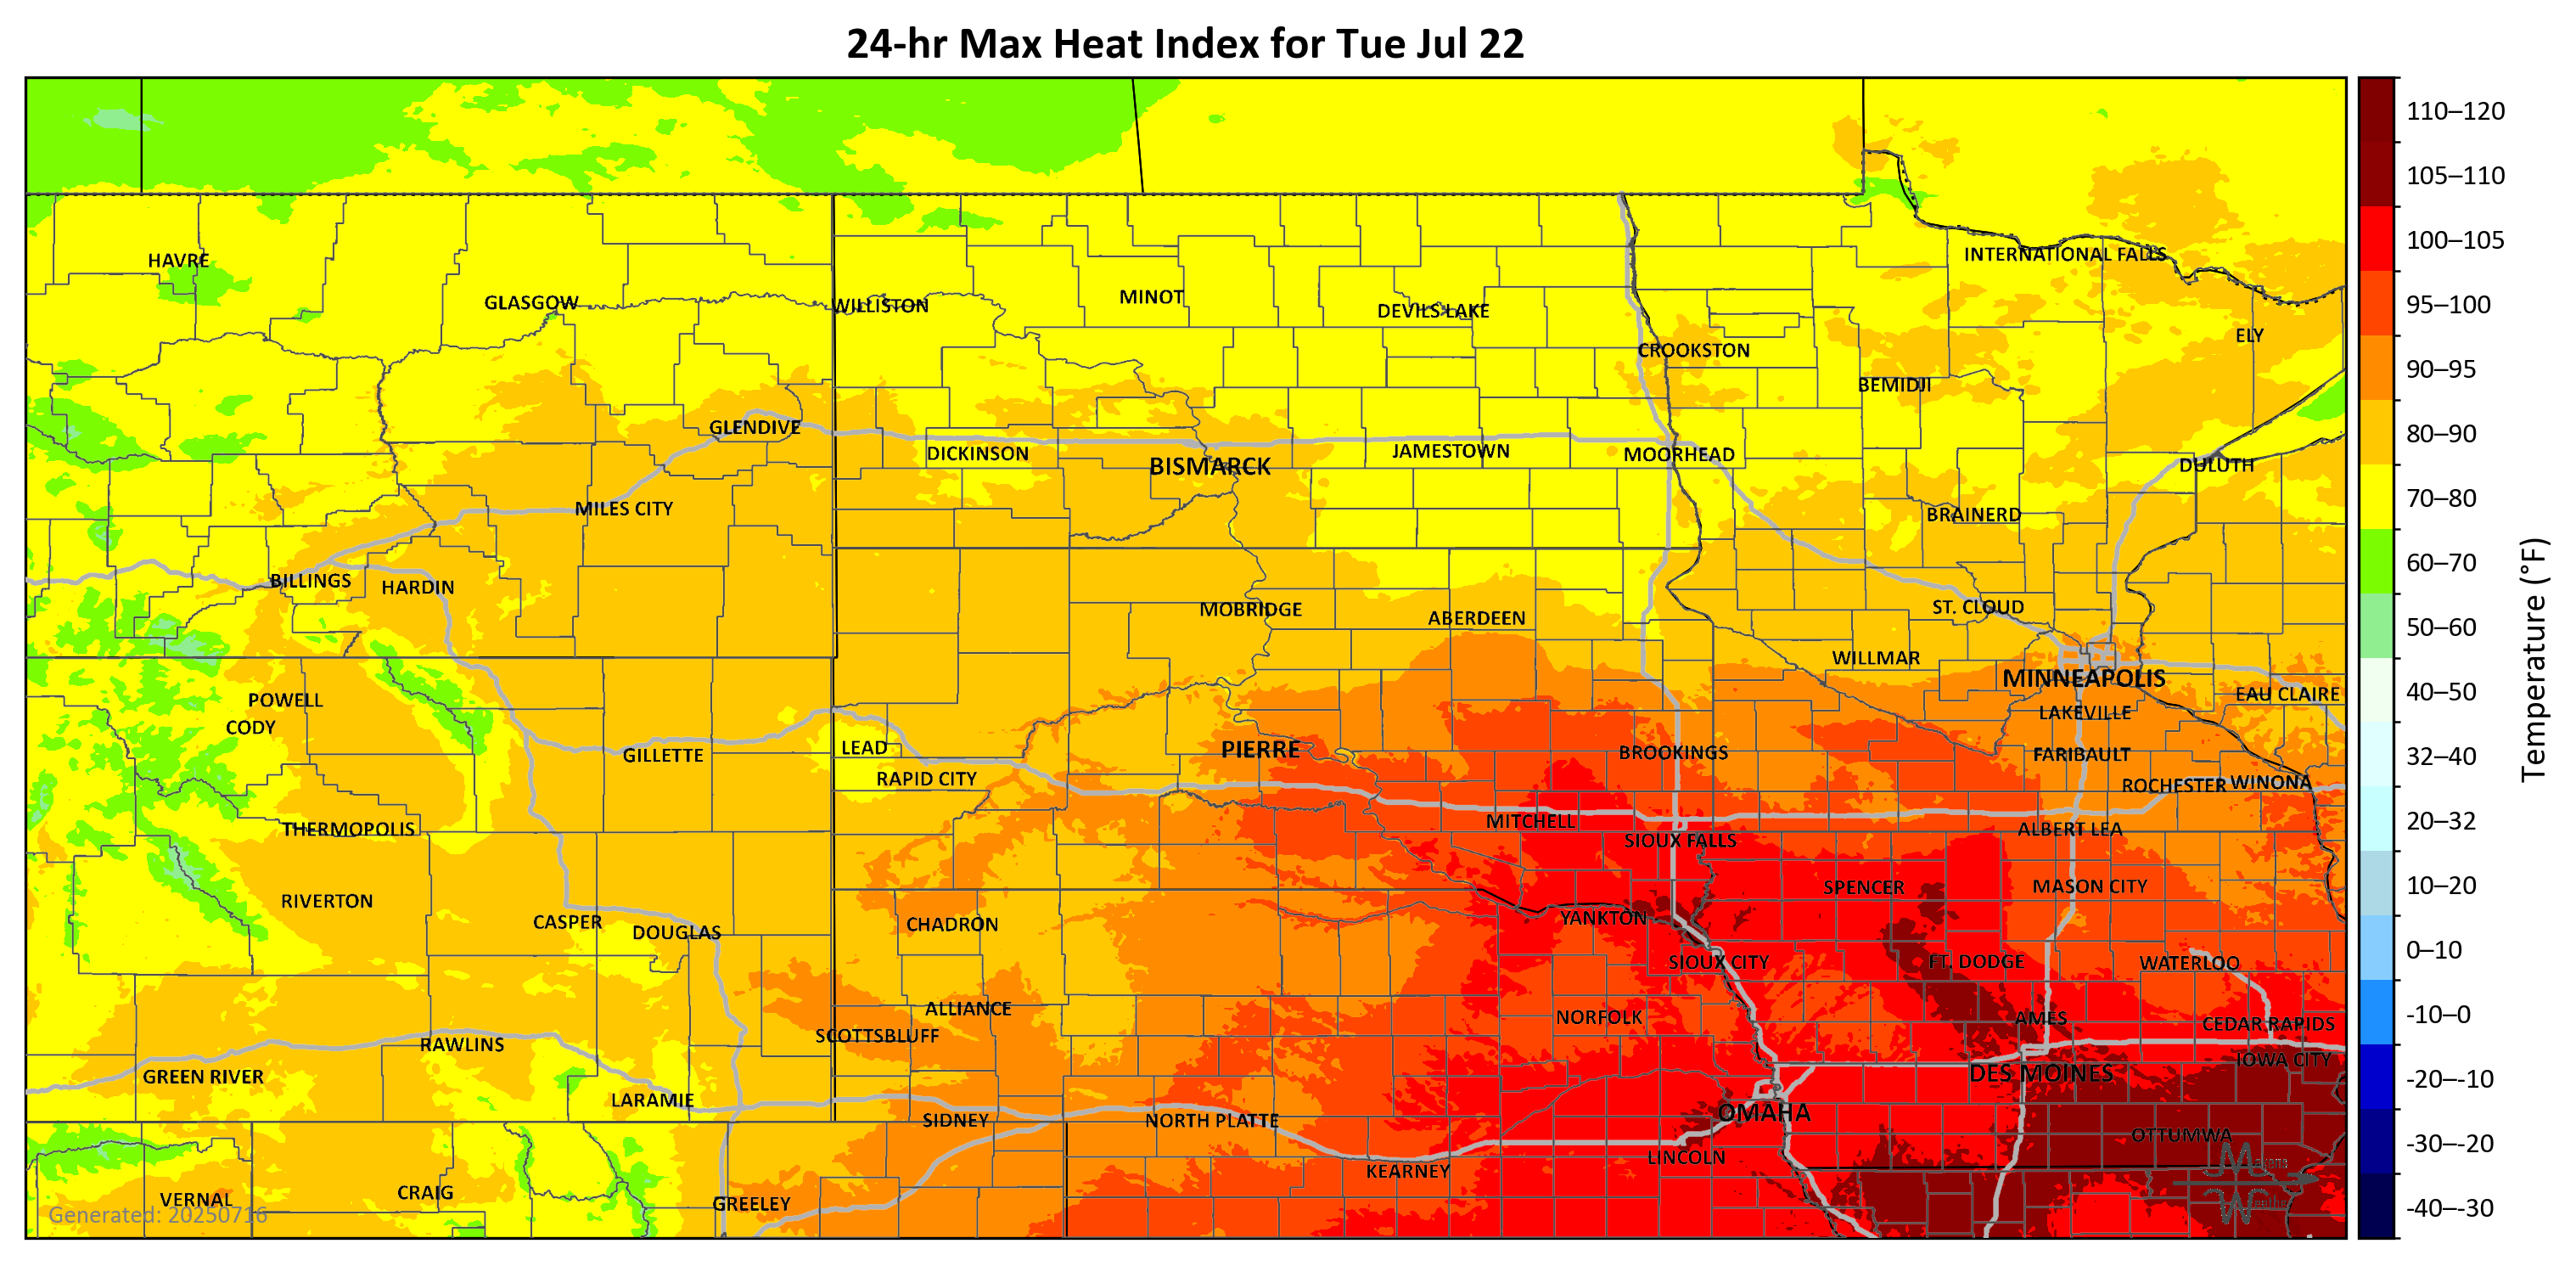 24-hr Max Heat Index for Tue Jul 22
HAVRE
GLASGOW
WILLISTON
MINOT
DEVILS LAKE
CROOKSTON
INTERNATIONAL FALLS
ELY
BEMIDJI
GLENDIVE
DICKINSON
BISMARCK
JAMESTOWN
MOORHEAD
DULUTH
MILES CITY
BRAINERD
BILLINGS
HARDIN
MOBRIDGE
ABERDEEN
ST. CLOUD
WILLMAR
MINNEAPOLIS
EAU CLAIRE
POWELL
CODY
LAKEVILLE
GILLETTE
LEAD
RAPID CITY
PIERRE
BROOKINGS
FARIBAULT
ROCHESTER
WINONA
THERMOPOLIS
MITCHELL
SIOUX FALLS
ALBERT LEA
RIVERTON
CASPER
DOUGLAS
CHADRON
YANKTON
SPENCER
MASON CITY
SIOUX CITY
FT. DODGE
WATERLOO
ALLIANCE
SCOTTSBLUFF
NORFOLK
AMES
CEDAR RAPIDS
RAWLINS
GREEN RIVER
IOWA CITY
DES MOINES
LARAMIE
SIDNEY
NORTH PLATTE
OMAHA
OTTUMWA
KEARNEY
LINCOLN
VERNAL
CRAIG
GREELEY
Generated: 20250716
110–120
105–110
100–105
95–100
90–95
80–90
70–80
60–70
50–60
40–50
32–40
20–32
10–20
0–10
-10–0
-20–-10
-30–-20
-40–-30
Temperature (°F)